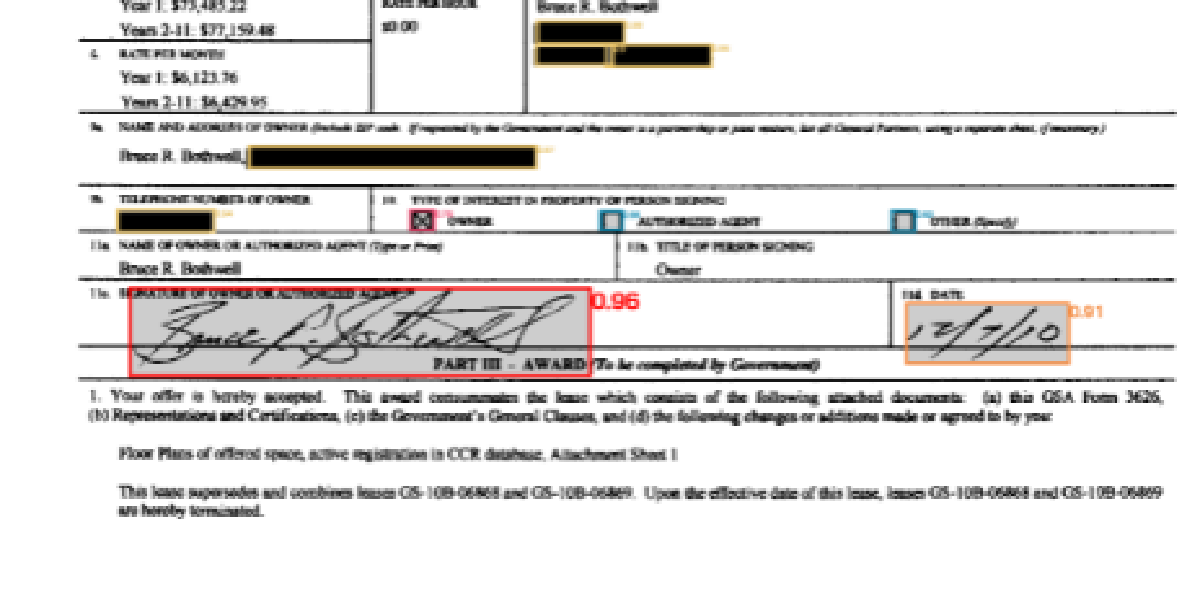 Year 1: $73,485.22
RATE PER HOUR
Bruce R. Bothwell
Years 2-11: $77,159.48
$0.00
RATE PER MONTH
Year 1: $6,123.76
Years 2-11: $6,429.95
9a. NAME AND ADDRESS OF OWNER (Include ZIP code. If requested by the Government and the owner is a partnership or joint venture, list all General Partners, using a separate sheet, if necessary.)
Bruce R. Bothwell,
9b. TELEPHONE NUMBER OF OWNER
10. TYPE OF INTEREST IN PROPERTY OF PERSON SIGNING
OWNER
AUTHORIZED AGENT
OTHER (Specify)
11a. NAME OF OWNER OR AUTHORIZED AGENT (Type or Print)
11b. TITLE OF PERSON SIGNING
Bruce R. Bothwell
Owner
11c. SIGNATURE OF OWNER OR AUTHORIZED AGENT
0.96
11d. DATE
0.91
Bruce R. Bothwell
12/7/10
PART III - AWARD (To be completed by Government)
1. Your offer is hereby accepted. This award consummates the lease which consists of the following attached documents: (a) this GSA Form 3626,
(b) Representations and Certifications, (c) the Government's General Clauses, and (d) the following changes or additions made or agreed to by you:
Floor Plans of offered space, active registration in CCR database, Attachment Sheet 1
This lease supersedes and combines leases GS-10B-06868 and GS-10B-06869. Upon the effective date of this lease, leases GS-10B-06868 and GS-10B-06869
are hereby terminated.